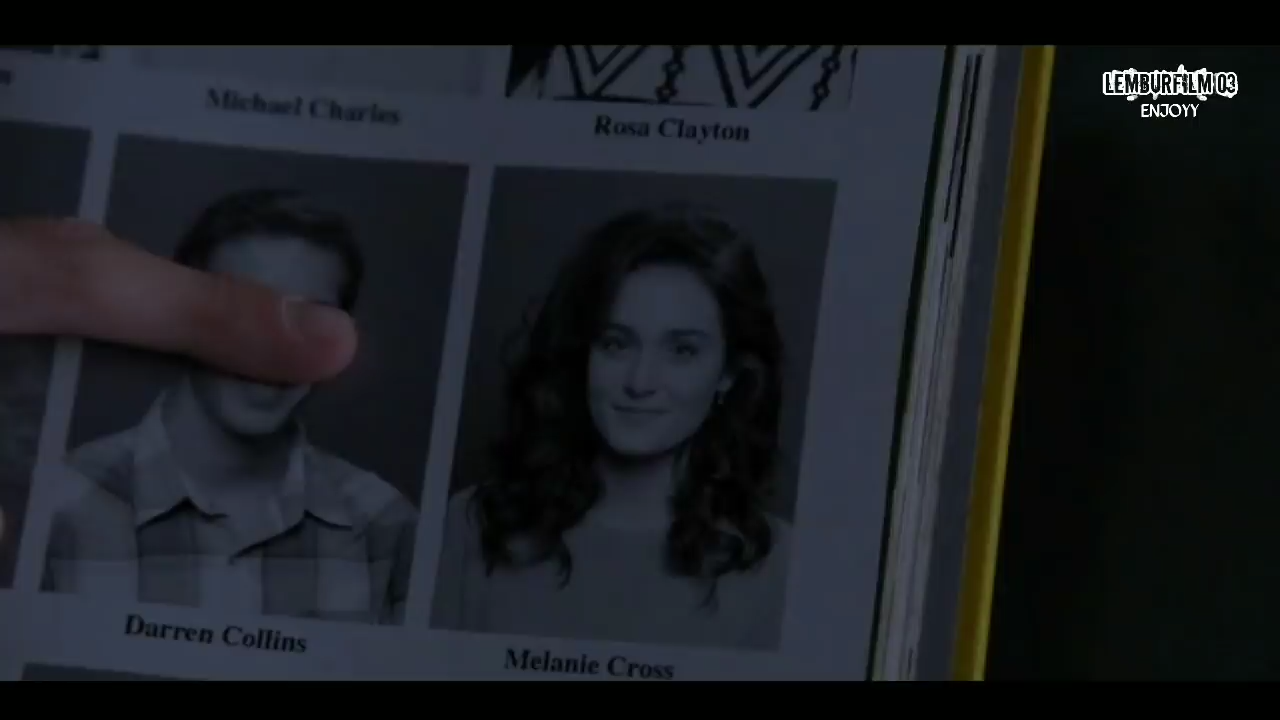 Michael Charles
Rosa Clayton
Darren Collins
Melanie Cross
LEMBURFILM 03
ENJOYY